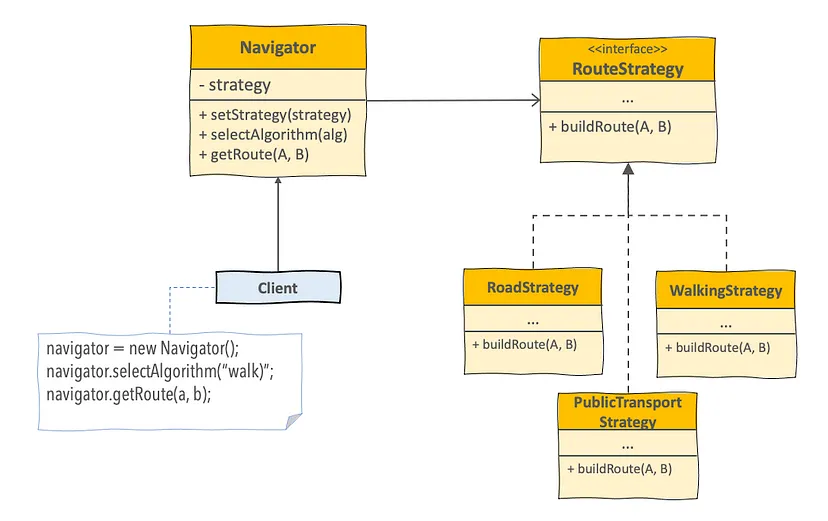 Navigator
- strategy
+ setStrategy(strategy)
+ selectAlgorithm(alg)
+ getRoute(A, B)
<<interface>>
RouteStrategy
...
+ buildRoute(A, B)
Client
navigator = new Navigator();
navigator.selectAlgorithm("walk)";
navigator.getRoute(a, b);
RoadStrategy
...
+ buildRoute(A, B)
WalkingStrategy
...
+ buildRoute(A, B)
PublicTransport
Strategy
...
+ buildRoute(A, B)